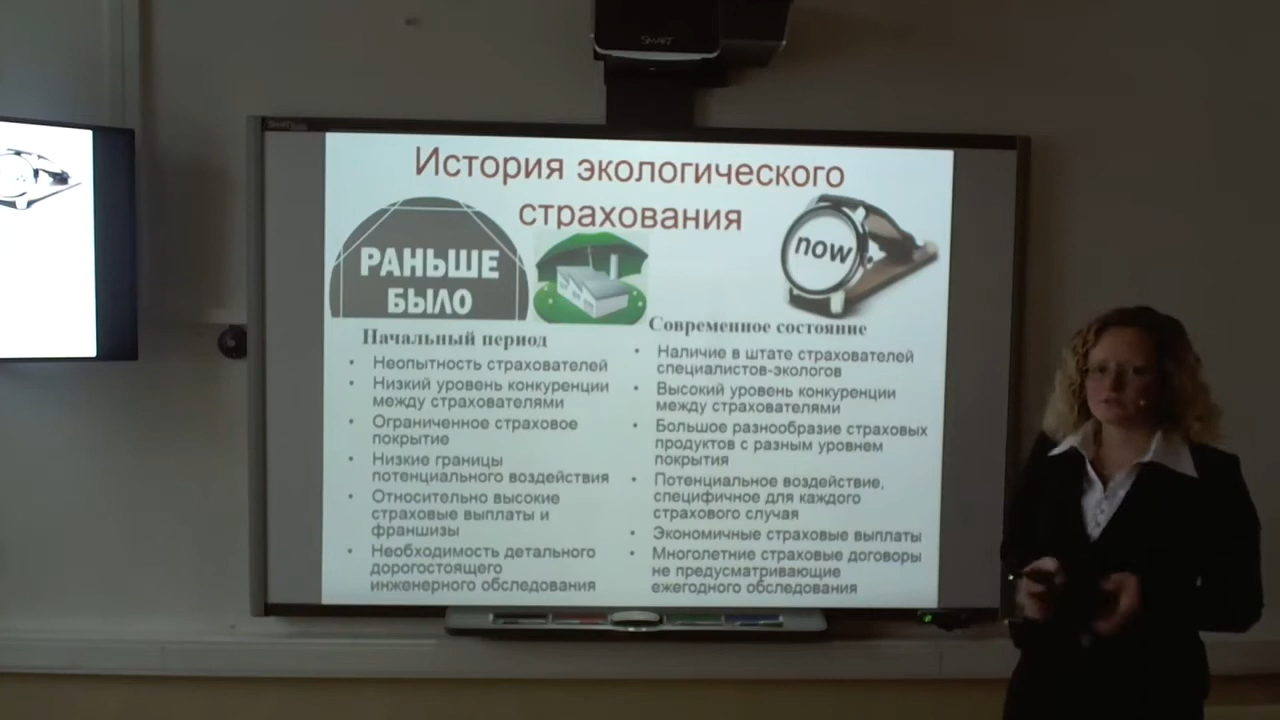 SMART
История экологического
страхования
РАНЬШЕ
БЫЛО
now
Начальный период
• Неопытность страхователей
• Низкий уровень конкуренции
между страхователями
• Ограниченное страховое
покрытие
• Низкие границы
потенциального воздействия
• Относительно высокие
страховые выплаты и
франшизы
• Необходимость детального
дорогостоящего
инженерного обследования
Современное состояние
• Наличие в штате страхователей
специалистов-экологов
• Высокий уровень конкуренции
между страхователями
• Большое разнообразие страховых
продуктов с разным уровнем
покрытия
• Потенциальное воздействие,
специфичное для каждого
страхового случая
• Экономичные страховые выплаты
• Многолетние страховые договоры
не предусматривающие
ежегодного обследования